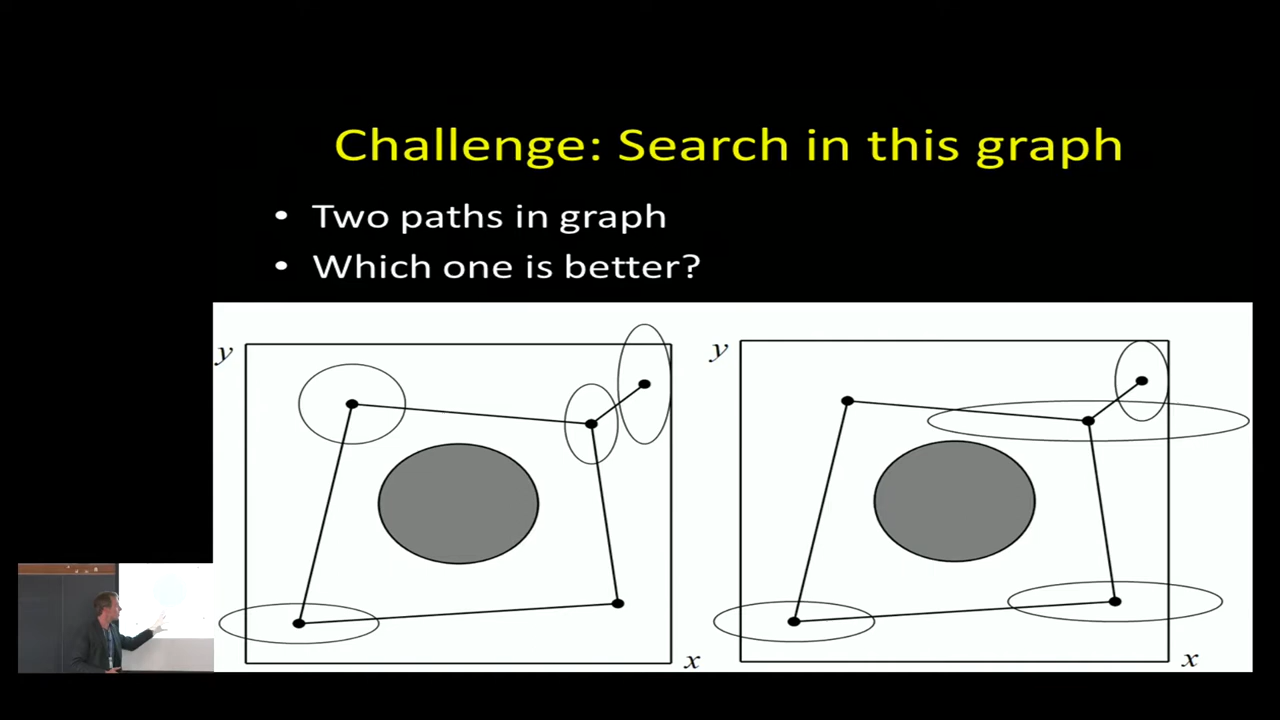 Challenge: Search in this graph
• Two paths in graph
• Which one is better?
y
y
x
x